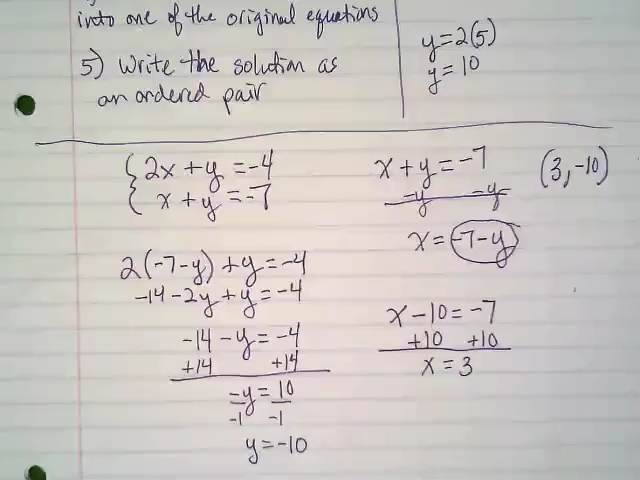 into one of the original equations
5) Write the solution as
an ordered pair
y=2(5)
y=10
{2x+y=-4
{x+y=-7
2(-7-y)+y=-4
-14-2y+y=-4
-14-y=-4
+14 +14
-y=10
-1 -1
y=-10
x+y=-7
-y -y
x=-7-y
x-10=-7
+10 +10
x=3
(3,-10)